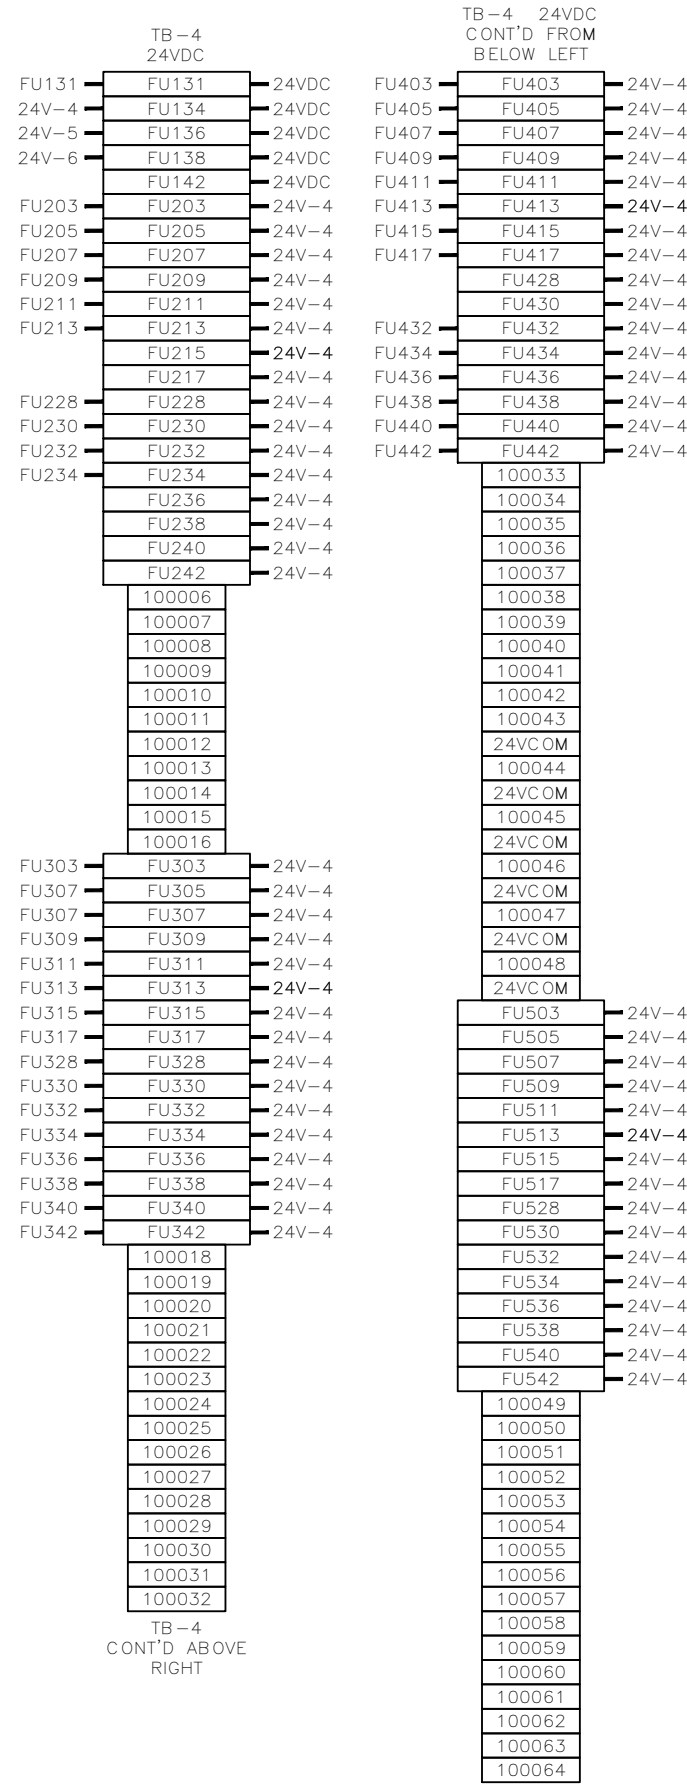 TB-4
24VDC
FU131 FU131 24VDC
24V-4 FU134 24VDC
24V-5 FU136 24VDC
24V-6 FU138 24VDC
FU142 24VDC
FU203 FU203 24V-4
FU205 FU205 24V-4
FU207 FU207 24V-4
FU209 FU209 24V-4
FU211 FU211 24V-4
FU213 FU213 24V-4
FU215 24V-4
FU217 24V-4
FU228 FU228 24V-4
FU230 FU230 24V-4
FU232 FU232 24V-4
FU234 FU234 24V-4
FU236 24V-4
FU238 24V-4
FU240 24V-4
FU242 24V-4
100006
100007
100008
100009
100010
100011
100012
100013
100014
100015
100016
FU303 FU303 24V-4
FU307 FU305 24V-4
FU307 FU307 24V-4
FU309 FU309 24V-4
FU311 FU311 24V-4
FU313 FU313 24V-4
FU315 FU315 24V-4
FU317 FU317 24V-4
FU328 FU328 24V-4
FU330 FU330 24V-4
FU332 FU332 24V-4
FU334 FU334 24V-4
FU336 FU336 24V-4
FU338 FU338 24V-4
FU340 FU340 24V-4
FU342 FU342 24V-4
100018
100019
100020
100021
100022
100023
100024
100025
100026
100027
100028
100029
100030
100031
100032
TB-4
CONT'D ABOVE
RIGHT
TB-4 24VDC
CONT'D FROM
BELOW LEFT
FU403 FU403 24V-4
FU405 FU405 24V-4
FU407 FU407 24V-4
FU409 FU409 24V-4
FU411 FU411 24V-4
FU413 FU413 24V-4
FU415 FU415 24V-4
FU417 FU417 24V-4
FU428 24V-4
FU430 24V-4
FU432 FU432 24V-4
FU434 FU434 24V-4
FU436 FU436 24V-4
FU438 FU438 24V-4
FU440 FU440 24V-4
FU442 FU442 24V-4
100033
100034
100035
100036
100037
100038
100039
100040
100041
100042
100043
24VCOM
100044
24VCOM
100045
24VCOM
100046
24VCOM
100047
24VCOM
100048
24VCOM
FU503 24V-4
FU505 24V-4
FU507 24V-4
FU509 24V-4
FU511 24V-4
FU513 24V-4
FU515 24V-4
FU517 24V-4
FU528 24V-4
FU530 24V-4
FU532 24V-4
FU534 24V-4
FU536 24V-4
FU538 24V-4
FU540 24V-4
FU542 24V-4
100049
100050
100051
100052
100053
100054
100055
100056
100057
100058
100059
100060
100061
100062
100063
100064